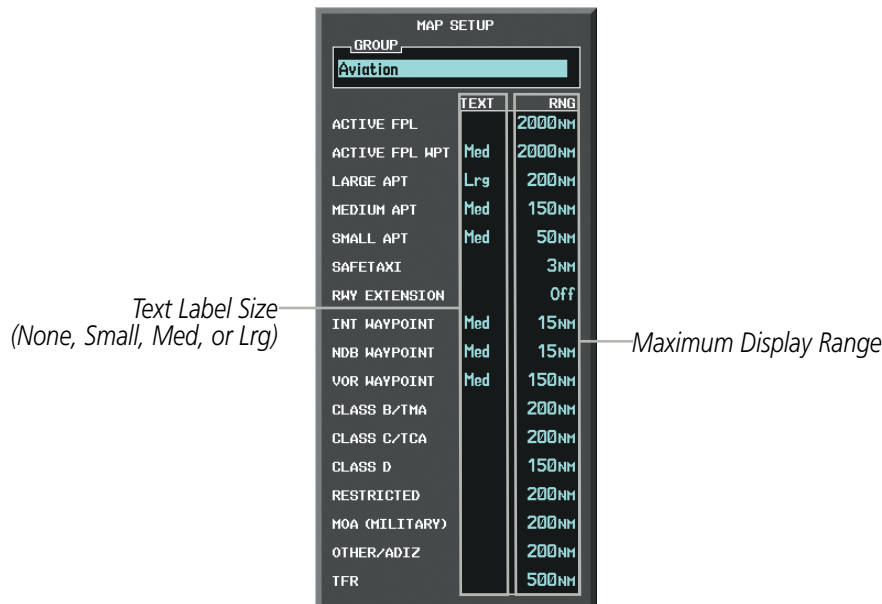 MAP SETUP
GROUP
Aviation
TEXT RNG
ACTIVE FPL 2000NM
ACTIVE FPL WPT Med 2000NM
LARGE APT Lrg 200NM
MEDIUM APT Med 150NM
SMALL APT Med 50NM
SAFETAXI 3NM
RWY EXTENSION Off
INT WAYPOINT Med 15NM
NDB WAYPOINT Med 15NM
VOR WAYPOINT Med 150NM
CLASS B/TMA 200NM
CLASS C/TCA 200NM
CLASS D 150NM
RESTRICTED 200NM
MOA (MILITARY) 200NM
OTHER/ADIZ 200NM
TFR 500NM
Text Label Size
(None, Small, Med, or Lrg)
Maximum Display Range